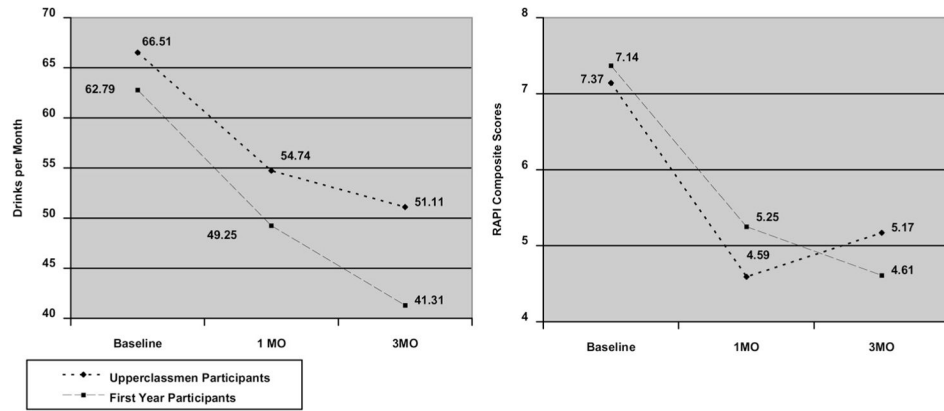 70
65
60
55
50
45
40
Drinks per Month
66.51
62.79
54.74
49.25
51.11
41.31
Baseline
1 MO
3MO
8
7
6
5
4
RAPI Composite Scores
7.14
7.37
5.25
4.59
5.17
4.61
Baseline
1MO
3MO
Upperclassmen Participants
First Year Participants